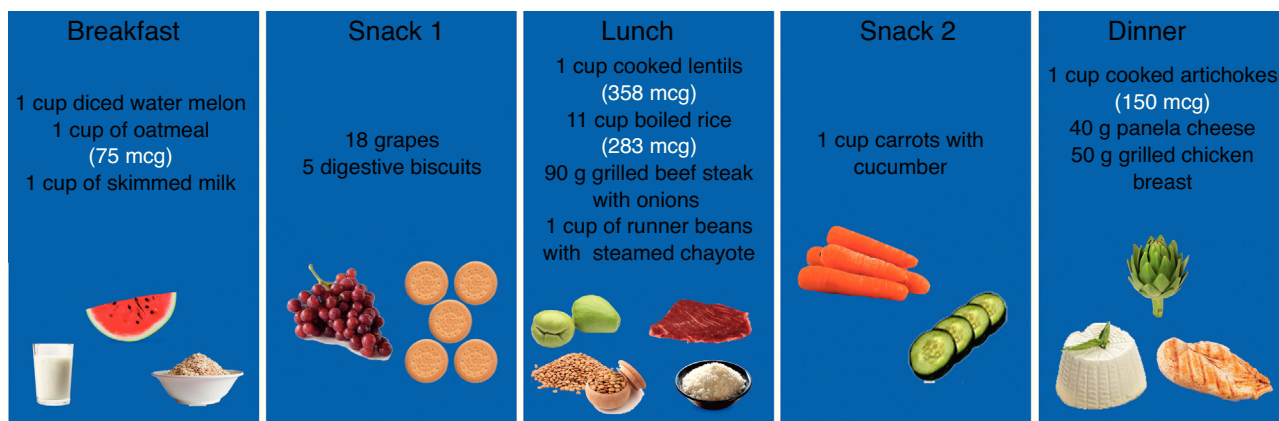 Breakfast
1 cup diced water melon
1 cup of oatmeal
(75 mcg)
1 cup of skimmed milk
Snack 1
18 grapes
5 digestive biscuits
Lunch
1 cup cooked lentils
(358 mcg)
11 cup boiled rice
(283 mcg)
90 g grilled beef steak
with onions
1 cup of runner beans
with steamed chayote
Snack 2
1 cup carrots with
cucumber
Dinner
1 cup cooked artichokes
(150 mcg)
40 g panela cheese
50 g grilled chicken
breast